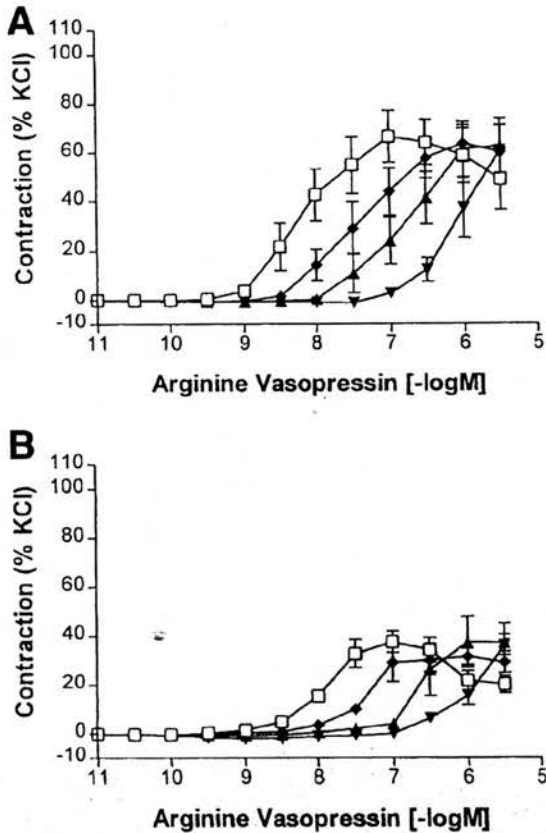 A
Contraction (% KCl)
110
100
80
60
40
20
0
-10
11 10 9 8 7 6 5
Arginine Vasopressin [-logM]
B
Contraction (% KCl)
110
100
80
60
40
20
0
-10
11 10 9 8 7 6 5
Arginine Vasopressin [-logM]